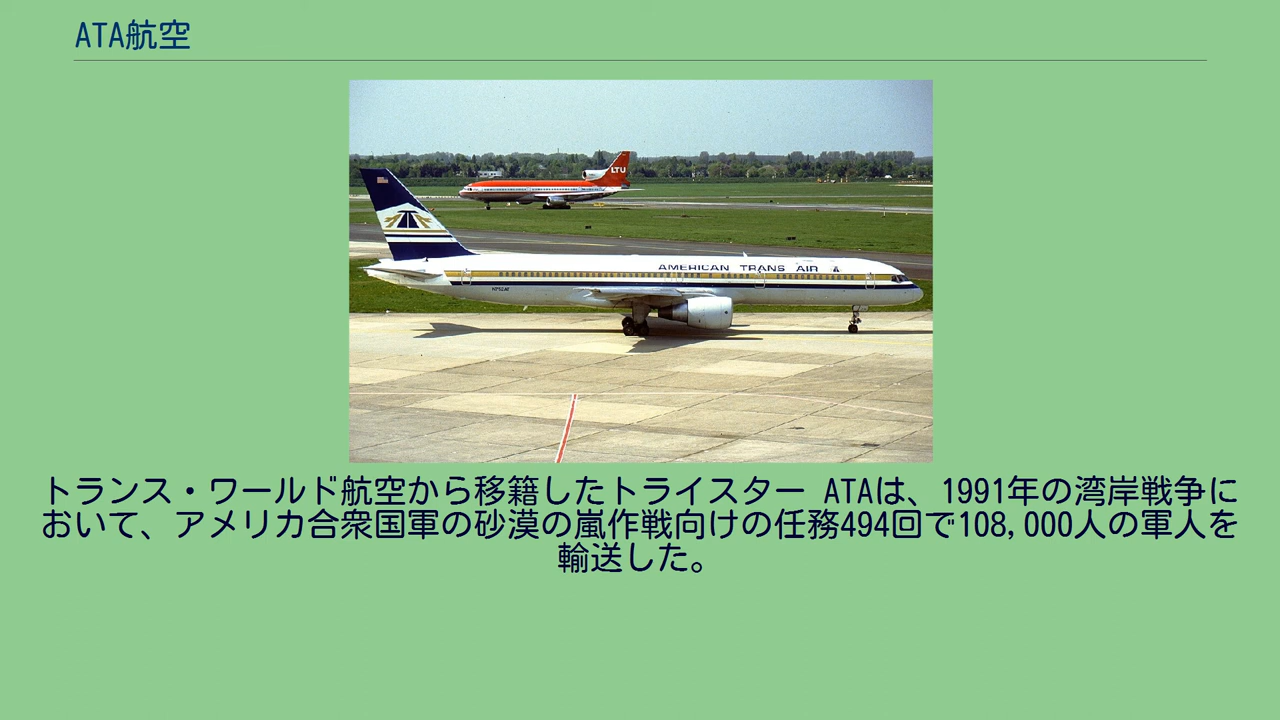 ATA航空
LTU
AMERICAN TRANS AIR
トランス・ワールド航空から移籍したトライスター ATAは、1991年の湾岸戦争に
おいて、アメリカ合衆国軍の砂漠の嵐作戦向けの任務494回で108,000人の軍人を
輸送した。